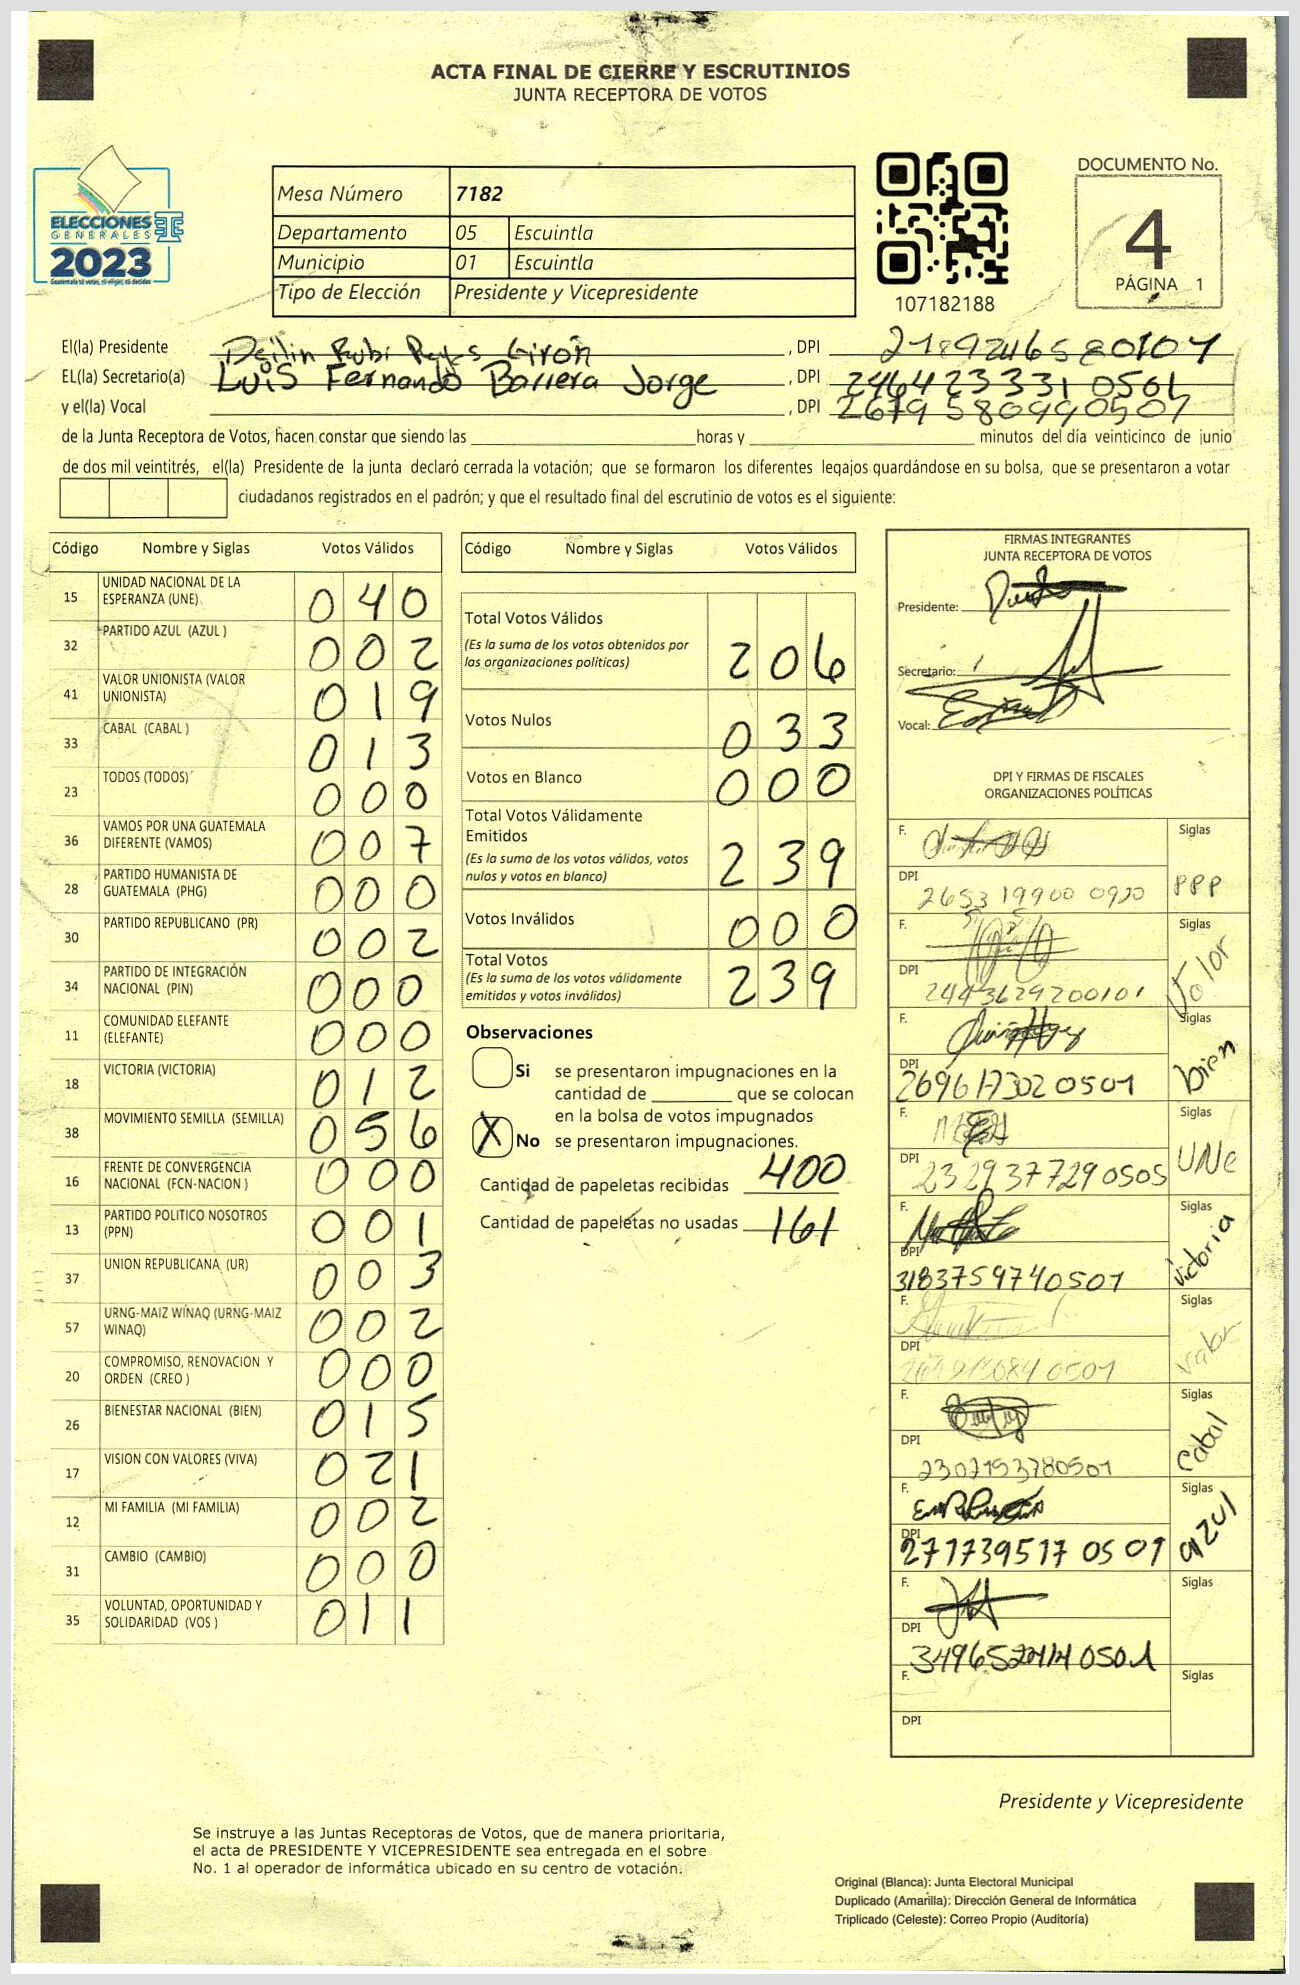 ACTA FINAL DE CIERRE Y ESCRUTINIOS
JUNTA RECEPTORA DE VOTOS
ELECCIONES
GENERALES
2023
Guatemala tú votas, tú eliges, tú decides
Mesa Número 7182
Departamento 05 Escuintla
Municipio 01 Escuintla
Tipo de Elección Presidente y Vicepresidente
107182188
DOCUMENTO No.
4
PÁGINA 1
El(la) Presidente Rubi Girón , DPI
EL(la) Secretario(a) Luis Fernando Barrera Jorge , DPI 2464233310501
y el(la) Vocal , DPI 2679580990507
de la Junta Receptora de Votos, hacen constar que siendo las horas y minutos del día veinticinco de junio
de dos mil veintitrés, el(la) Presidente de la junta declaró cerrada la votación; que se formaron los diferentes legajos guardándose en su bolsa, que se presentaron a votar
ciudadanos registrados en el padrón; y que el resultado final del escrutinio de votos es el siguiente:
Código Nombre y Siglas Votos Válidos
15 UNIDAD NACIONAL DE LA ESPERANZA (UNE) 040
32 PARTIDO AZUL (AZUL ) 002
41 VALOR UNIONISTA (VALOR UNIONISTA) 019
33 CABAL (CABAL ) 013
23 TODOS (TODOS) 000
36 VAMOS POR UNA GUATEMALA DIFERENTE (VAMOS) 007
28 PARTIDO HUMANISTA DE GUATEMALA (PHG) 000
30 PARTIDO REPUBLICANO (PR) 002
34 PARTIDO DE INTEGRACIÓN NACIONAL (PIN) 000
11 COMUNIDAD ELEFANTE (ELEFANTE) 000
18 VICTORIA (VICTORIA) 012
38 MOVIMIENTO SEMILLA (SEMILLA) 056
16 FRENTE DE CONVERGENCIA NACIONAL (FCN-NACION ) 000
13 PARTIDO POLITICO NOSOTROS (PPN) 001
37 UNION REPUBLICANA (UR) 003
57 URNG-MAIZ WINAQ (URNG-MAIZ WINAQ) 002
20 COMPROMISO, RENOVACION Y ORDEN (CREO ) 000
26 BIENESTAR NACIONAL (BIEN) 015
17 VISION CON VALORES (VIVA) 021
12 MI FAMILIA (MI FAMILIA) 002
31 CAMBIO (CAMBIO) 000
35 VOLUNTAD, OPORTUNIDAD Y SOLIDARIDAD (VOS ) 011
Código Nombre y Siglas Votos Válidos
Total Votos Válidos
(Es la suma de los votos obtenidos por las organizaciones políticas) 206
Votos Nulos 033
Votos en Blanco 000
Total Votos Válidamente Emitidos
(Es la suma de los votos válidos, votos nulos y votos en blanco) 239
Votos Inválidos 000
Total Votos
(Es la suma de los votos válidamente emitidos y votos inválidos) 239
Observaciones
Si se presentaron impugnaciones en la
cantidad de que se colocan
en la bolsa de votos impugnados
X No se presentaron impugnaciones.
Cantidad de papeletas recibidas 400
Cantidad de papeletas no usadas 161
FIRMAS INTEGRANTES
JUNTA RECEPTORA DE VOTOS
Presidente:
Secretario:
Vocal:
DPI Y FIRMAS DE FISCALES
ORGANIZACIONES POLÍTICAS
F. Siglas
DPI 2653 19900 0920 PPP
F. Siglas
DPI 2443629200101 Valor
F. Siglas
DPI 2696173020501 bien
F. Siglas
DPI 2329377290505 UNe
F. Siglas
DPI 3183759740501 Victoria
F. Siglas
DPI valor
F. Siglas
DPI 2302193780501 Cabal
F. Siglas
DPI 2717395170501 azul
F. Siglas
DPI
F. Siglas
DPI
Presidente y Vicepresidente
Se instruye a las Juntas Receptoras de Votos, que de manera prioritaria,
el acta de PRESIDENTE Y VICEPRESIDENTE sea entregada en el sobre
No. 1 al operador de informática ubicado en su centro de votación.
Original (Blanca): Junta Electoral Municipal
Duplicado (Amarilla): Dirección General de Informática
Triplicado (Celeste): Correo Propio (Auditoría)